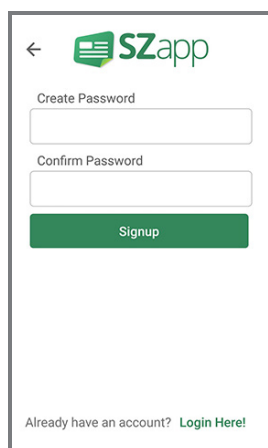 SZapp
Create Password
Confirm Password
Signup
Already have an account? Login Here!